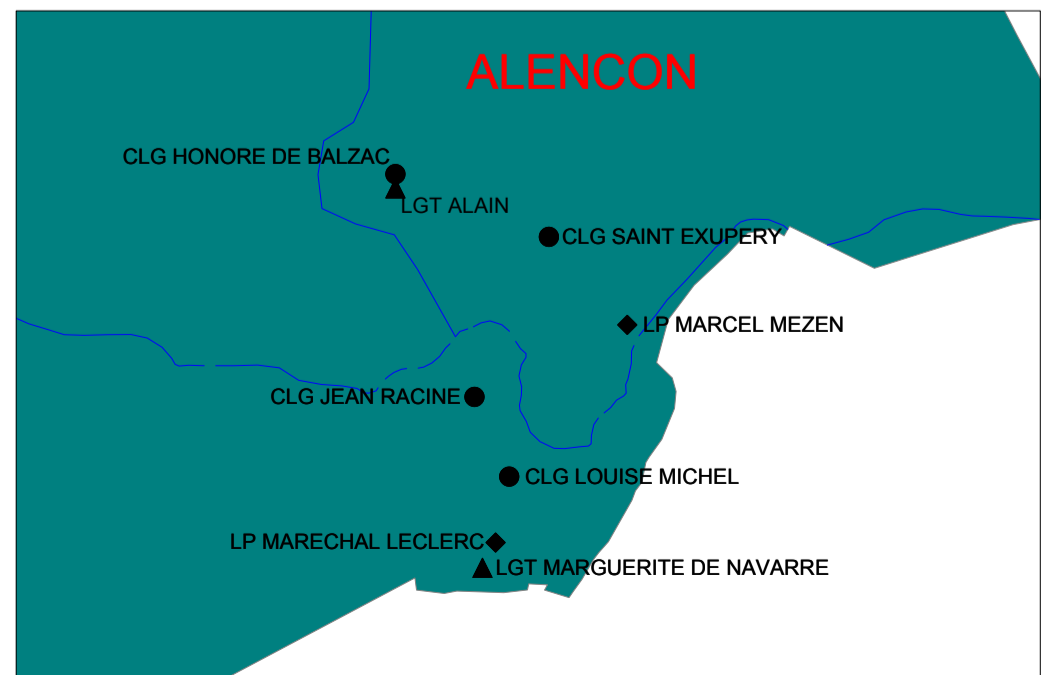 ALENCON
CLG HONORE DE BALZAC
LGT ALAIN
CLG SAINT EXUPERY
LP MARCEL MEZEN
CLG JEAN RACINE
CLG LOUISE MICHEL
LP MARECHAL LECLERC
LGT MARGUERITE DE NAVARRE